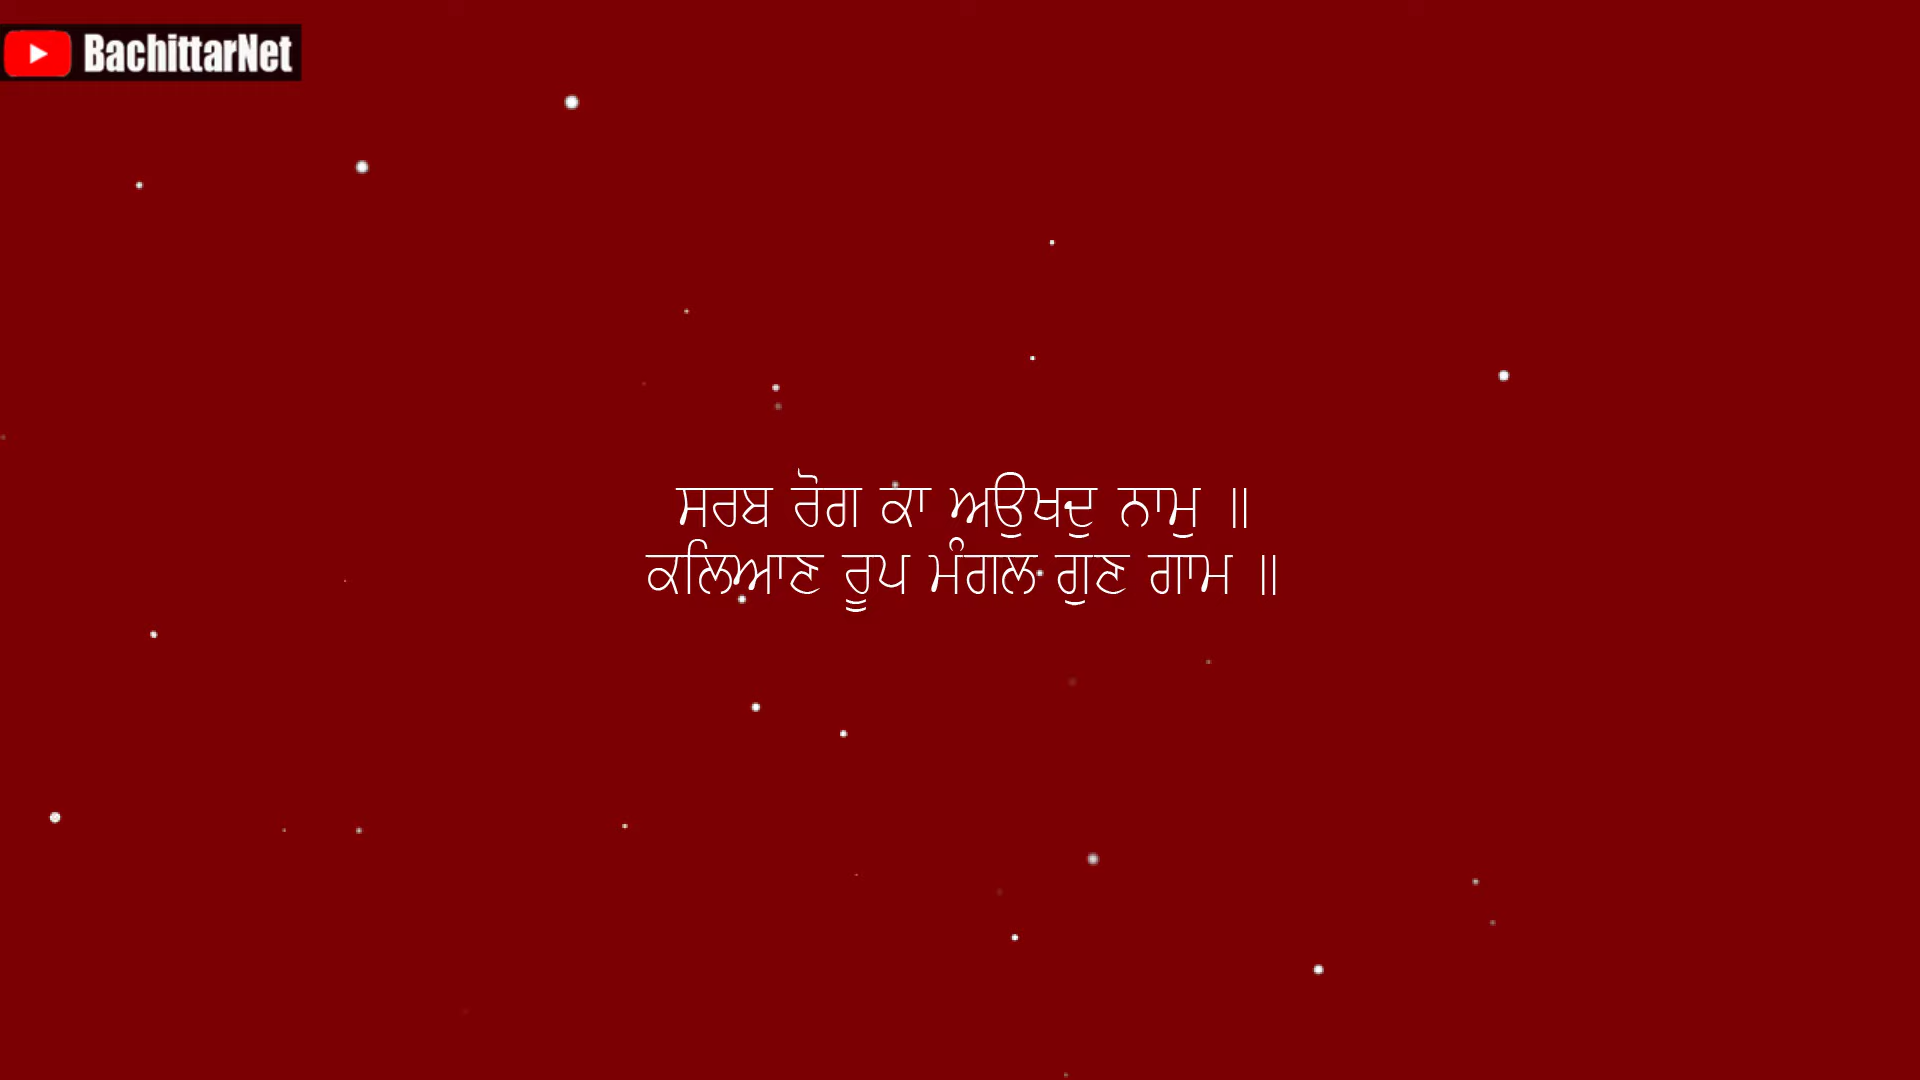 BachittarNet
ਸਰਬ ਰੋਗ ਕਾ ਅਉਖਦੁ ਨਾਮੁ ॥
ਕਲਿਆਣ ਰੂਪ ਮੰਗਲ ਗੁਣ ਗਾਮ ॥